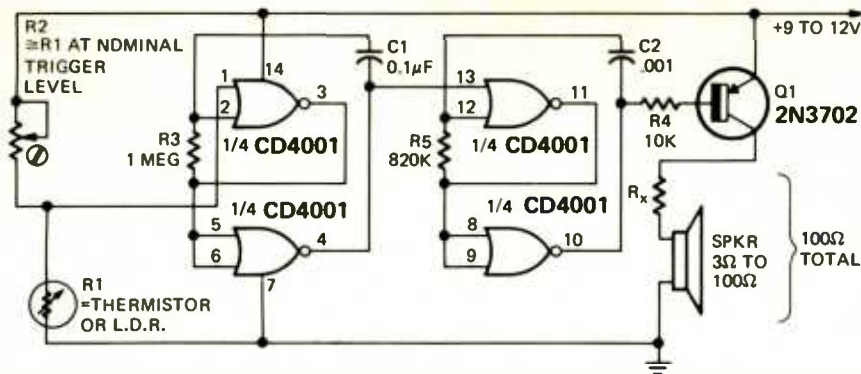 R2
≅R1 AT NDMINAL
TRIGGER
LEVEL
+9 TO 12V
C1
0.1µF
C2
.001
1
2
14
3
13
12
11
Q1
2N3702
R4
10K
R3
1 MEG
1/4 CD4001
R5
820K
1/4 CD4001
1/4 CD4001
1/4 CD4001
5
6
4
7
8
9
10
Rx
SPKR
3Ω TO
100Ω
100Ω
TOTAL
R1
=THERMISTOR
OR L.D.R.